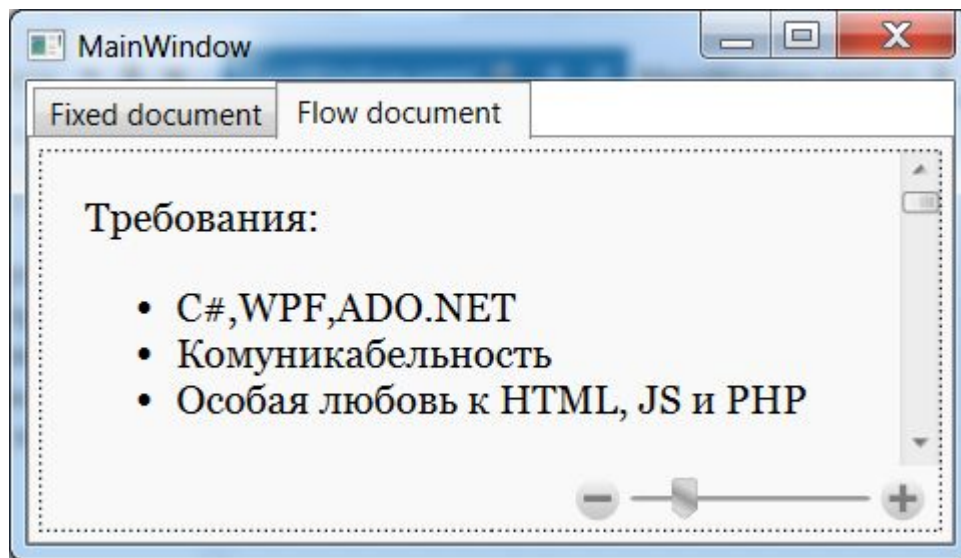 MainWindow
Fixed document
Flow document
Требования:
• C#,WPF,ADO.NET
• Комуникабельность
• Особая любовь к HTML, JS и PHP